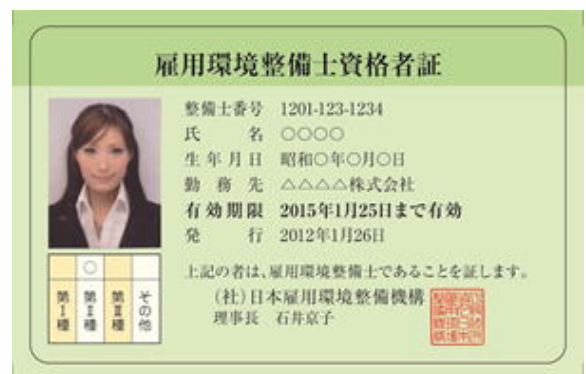 雇用環境整備士資格者証
整備士番号 1201-123-1234
氏名 ○○○○
生年月日 昭和○年○月○日
勤務先 △△△△株式会社
有効期限 2015年1月25日まで有効
発行 2012年1月26日
○
第Ⅰ種 第Ⅱ種 第Ⅲ種 その他
上記の者は、雇用環境整備士であることを証します。
(社)日本雇用環境整備機構
理事長 石井京子